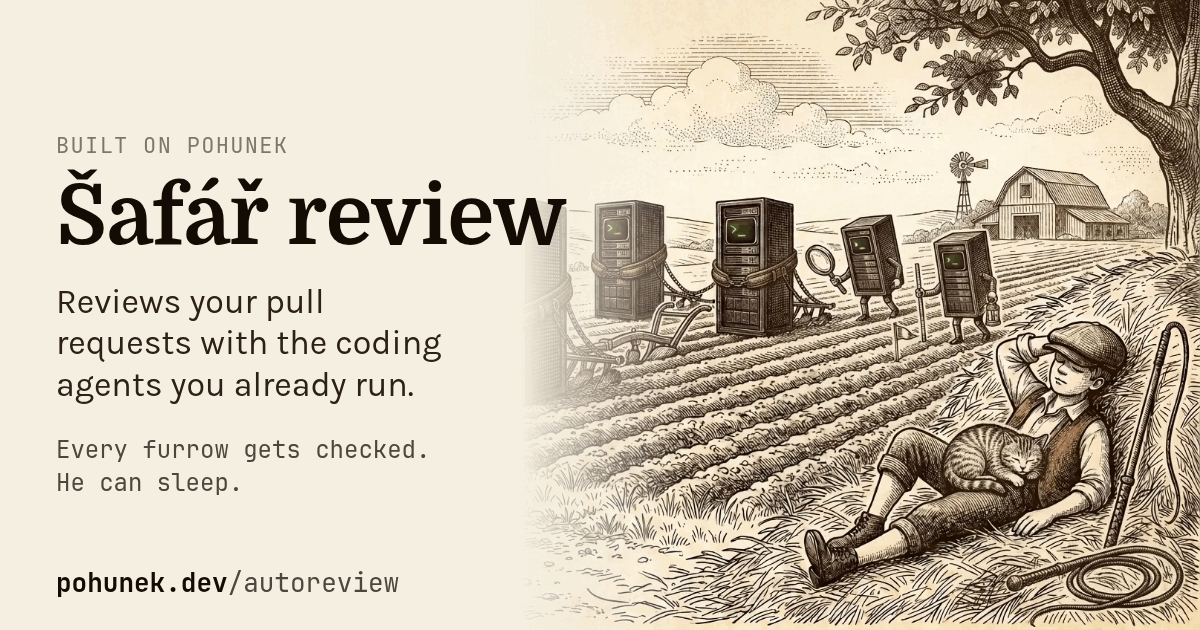 BUILT ON POHUNEK
Šafář review
Reviews your pull
requests with the coding
agents you already run.
Every furrow gets checked.
He can sleep.
pohunek.dev/autoreview
>_
>_
>_
>_